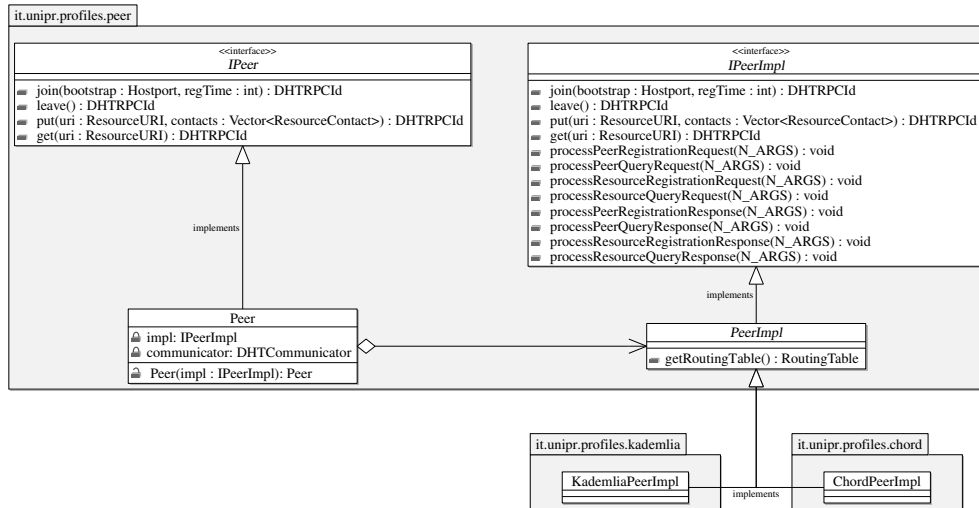 it.unipr.profiles.peer
<<interface>>
IPeer
join(bootstrap : Hostport, regTime : int) : DHTRPCId
leave() : DHTRPCId
put(uri : ResourceURI, contacts : Vector<ResourceContact>) : DHTRPCId
get(uri : ResourceURI) : DHTRPCId
<<interface>>
IPeerImpl
join(bootstrap : Hostport, regTime : int) : DHTRPCId
leave() : DHTRPCId
put(uri : ResourceURI, contacts : Vector<ResourceContact>) : DHTRPCId
get(uri : ResourceURI) : DHTRPCId
processPeerRegistrationRequest(N_ARGS) : void
processPeerQueryRequest(N_ARGS) : void
processResourceRegistrationRequest(N_ARGS) : void
processResourceQueryRequest(N_ARGS) : void
processPeerRegistrationResponse(N_ARGS) : void
processPeerQueryResponse(N_ARGS) : void
processResourceRegistrationResponse(N_ARGS) : void
processResourceQueryResponse(N_ARGS) : void
implements
implements
Peer
impl: IPeerImpl
communicator: DHTCommunicator
Peer(impl : IPeerImpl): Peer
PeerImpl
getRoutingTable() : RoutingTable
it.unipr.profiles.kademlia
KademliaPeerImpl
it.unipr.profiles.chord
ChordPeerImpl
implements